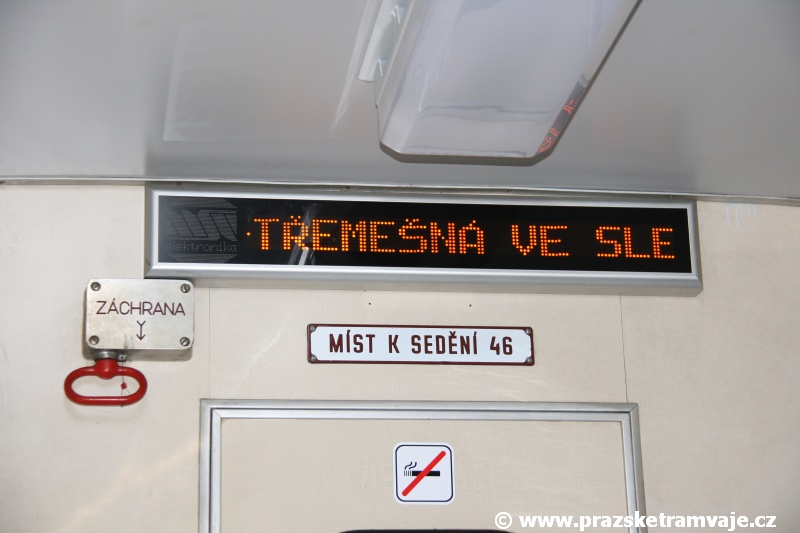 elektronika
TŘEMEŠNÁ VE SLE
ZÁCHRANA
MÍST K SEDĚNÍ 46
© www.prazsketramvaje.cz